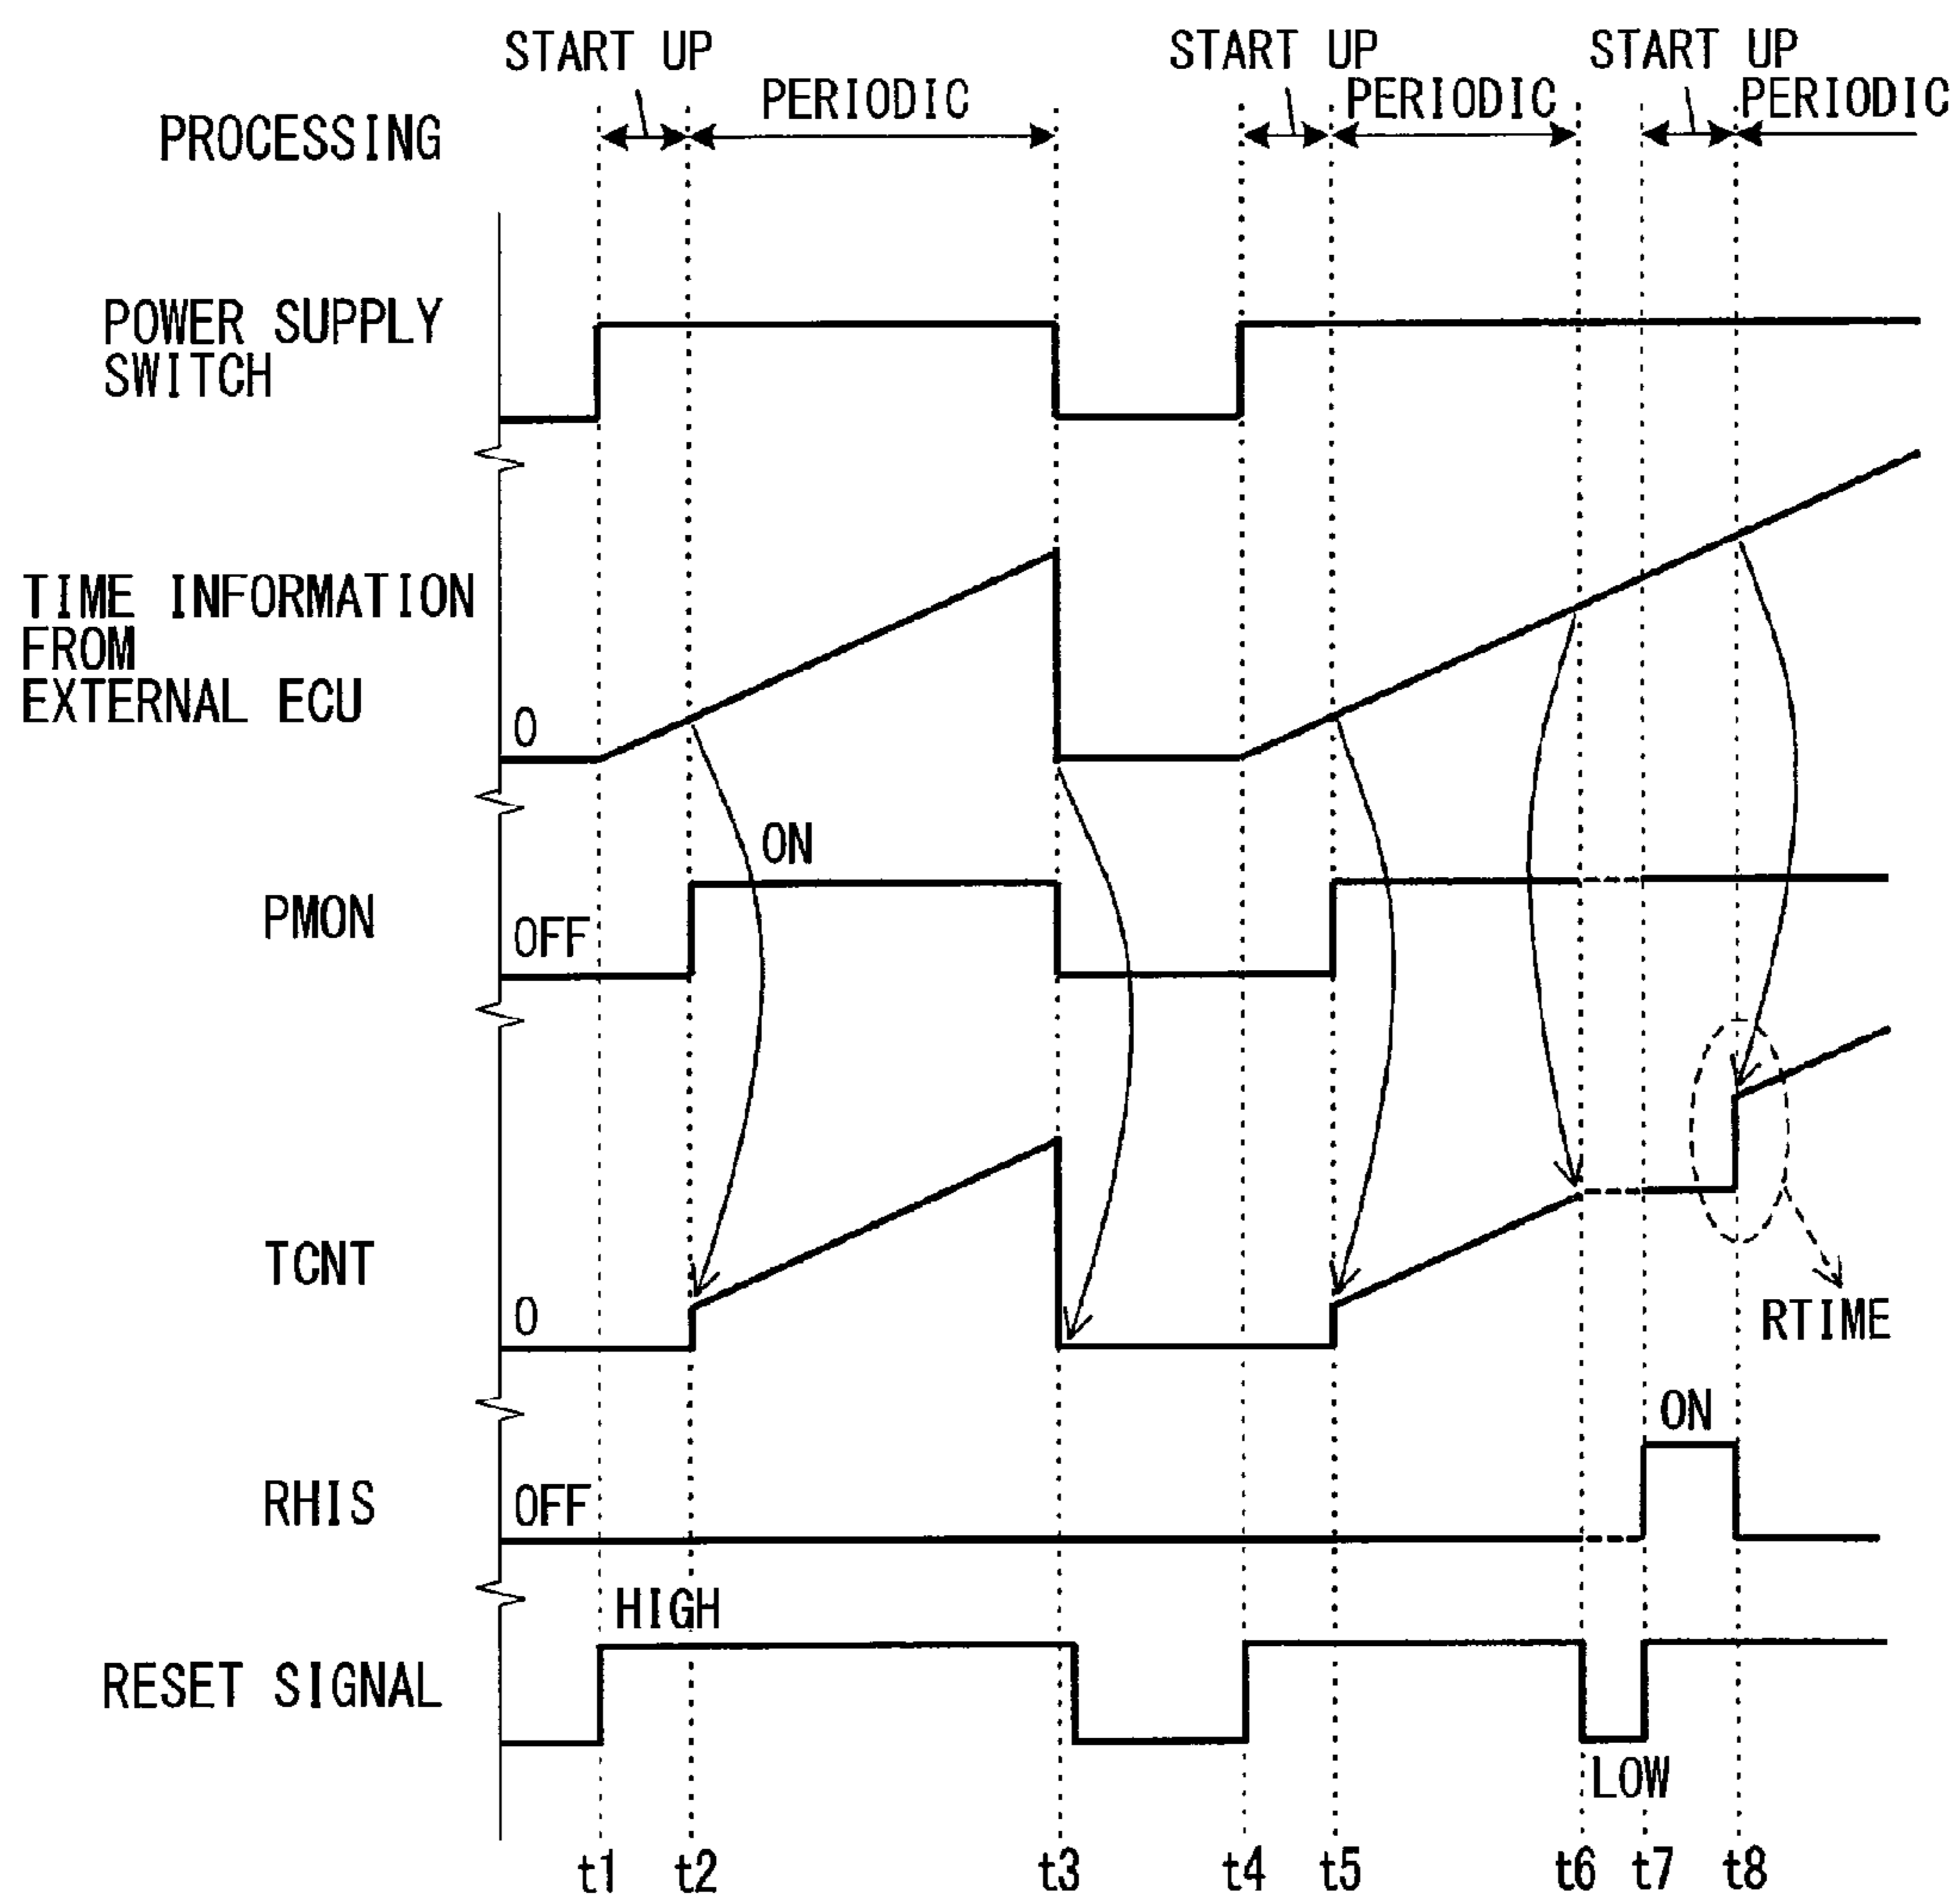 START UP
START UP
START UP
PERIODIC
PERIODIC
PERIODIC
PROCESSING
POWER SUPPLY
SWITCH
TIME INFORMATION
FROM
EXTERNAL ECU
0
ON
PMON
OFF
TCNT
0
RTIME
ON
RHIS
OFF
HIGH
RESET SIGNAL
LOW
t1 t2 t3 t4 t5 t6 t7 t8